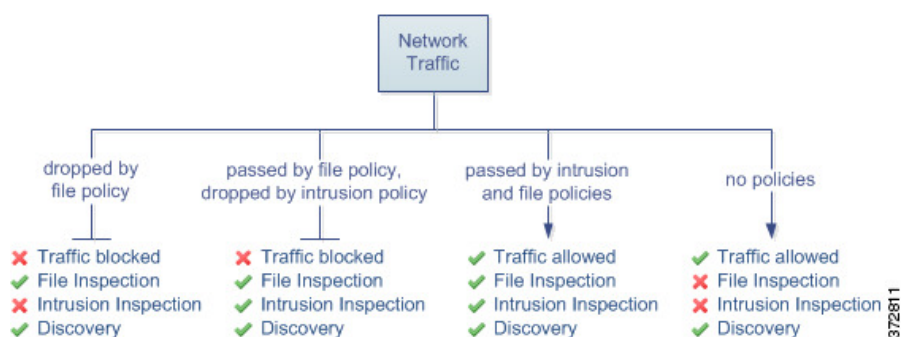 Network
Traffic
dropped by
file policy
passed by file policy,
dropped by intrusion policy
passed by intrusion
and file policies
no policies
Traffic blocked
File Inspection
Intrusion Inspection
Discovery
Traffic blocked
File Inspection
Intrusion Inspection
Discovery
Traffic allowed
File Inspection
Intrusion Inspection
Discovery
Traffic allowed
File Inspection
Intrusion Inspection
Discovery
372811